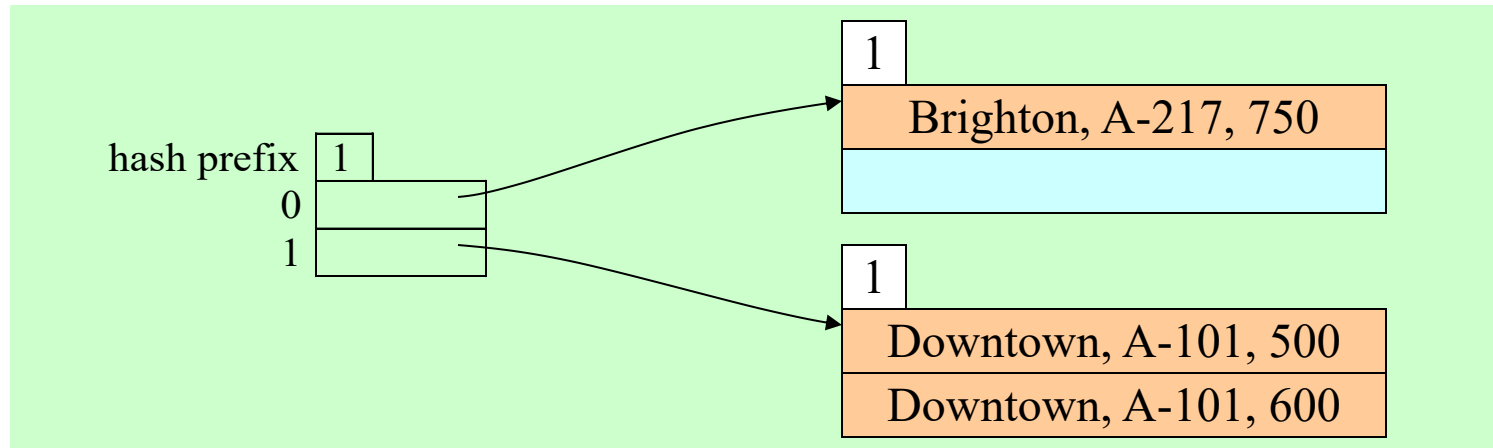 hash prefix 1
0
1
1
Brighton, A-217, 750
1
Downtown, A-101, 500
Downtown, A-101, 600